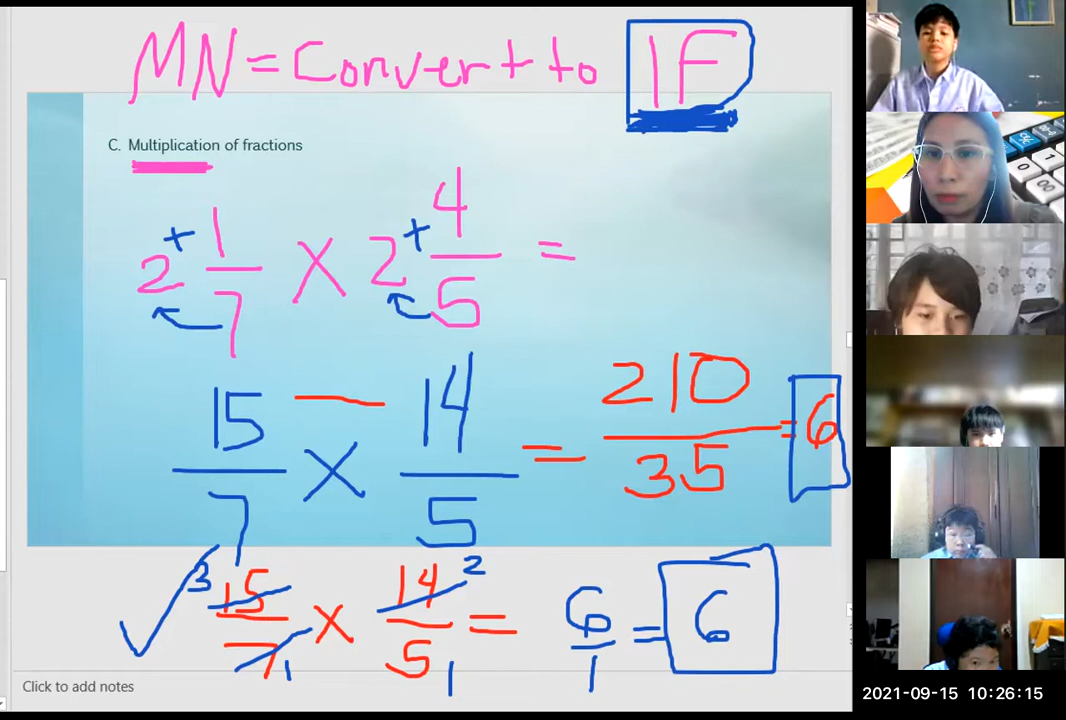 MN = Convert to IF
C. Multiplication of fractions
2 + 1/7 X 2 + 4/5 =
15/7 X 14/5 = 210/35 = 6
✓ 3 15/7 1 X 14/5 2 1 = 6/1 = 6
Click to add notes
2021-09-15 10:26:15